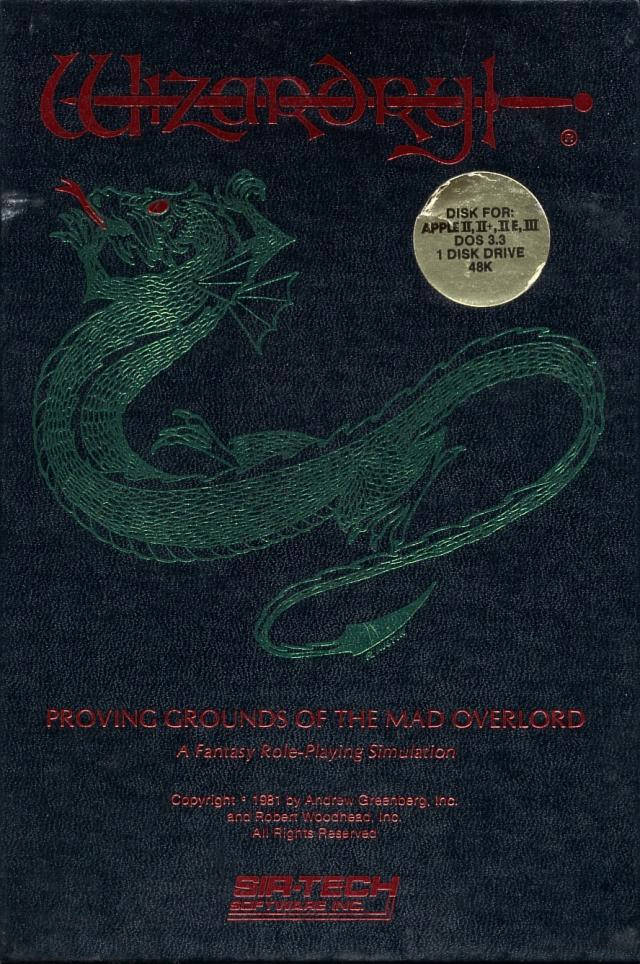 Wizardry
®
DISK FOR:
APPLE II, II+, II E, III
DOS 3.3
1 DISK DRIVE
48K
PROVING GROUNDS OF THE MAD OVERLORD
A Fantasy Role-Playing Simulation
Copyright © 1981 by Andrew Greenberg, Inc.
and Robert Woodhead, Inc.
All Rights Reserved
SIR-TECH
SOFTWARE INC.